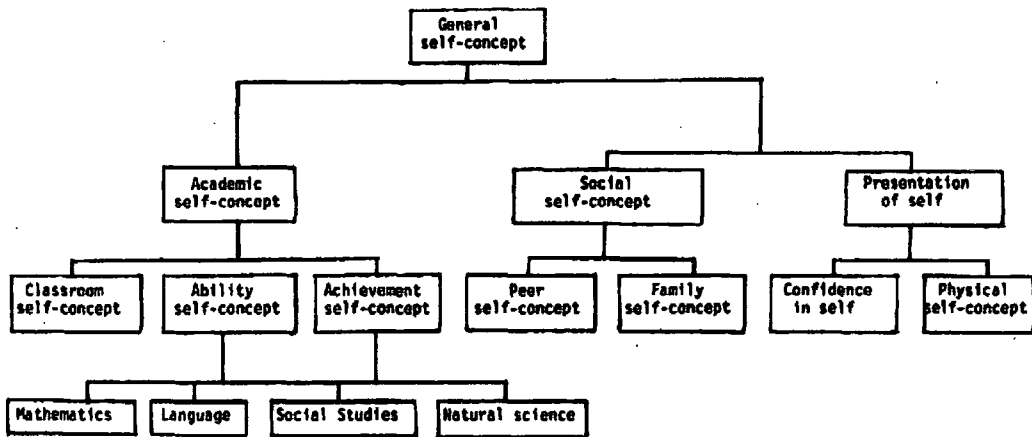 General
self-concept
Academic
self-concept
Social
self-concept
Presentation
of self
Classroom
self-concept
Ability
self-concept
Achievement
self-concept
Peer
self-concept
Family
self-concept
Confidence
in self
Physical
self-concept
Mathematics
Language
Social Studies
Natural science